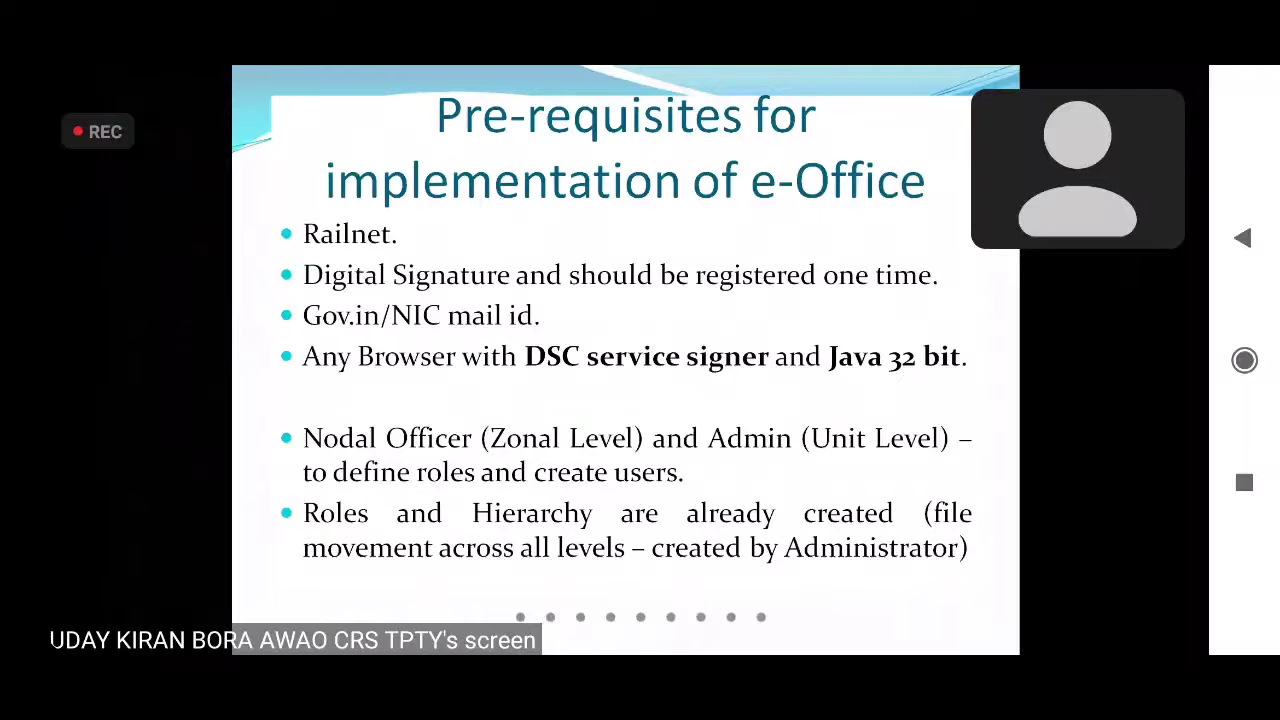 Pre-requisites for
implementation of e-Office
REC
• Railnet.
• Digital Signature and should be registered one time.
• Gov.in/NIC mail id.
• Any Browser with DSC service signer and Java 32 bit.
• Nodal Officer (Zonal Level) and Admin (Unit Level) –
to define roles and create users.
• Roles and Hierarchy are already created (file
movement across all levels – created by Administrator)
UDAY KIRAN BORA AWAO CRS TPTY's screen